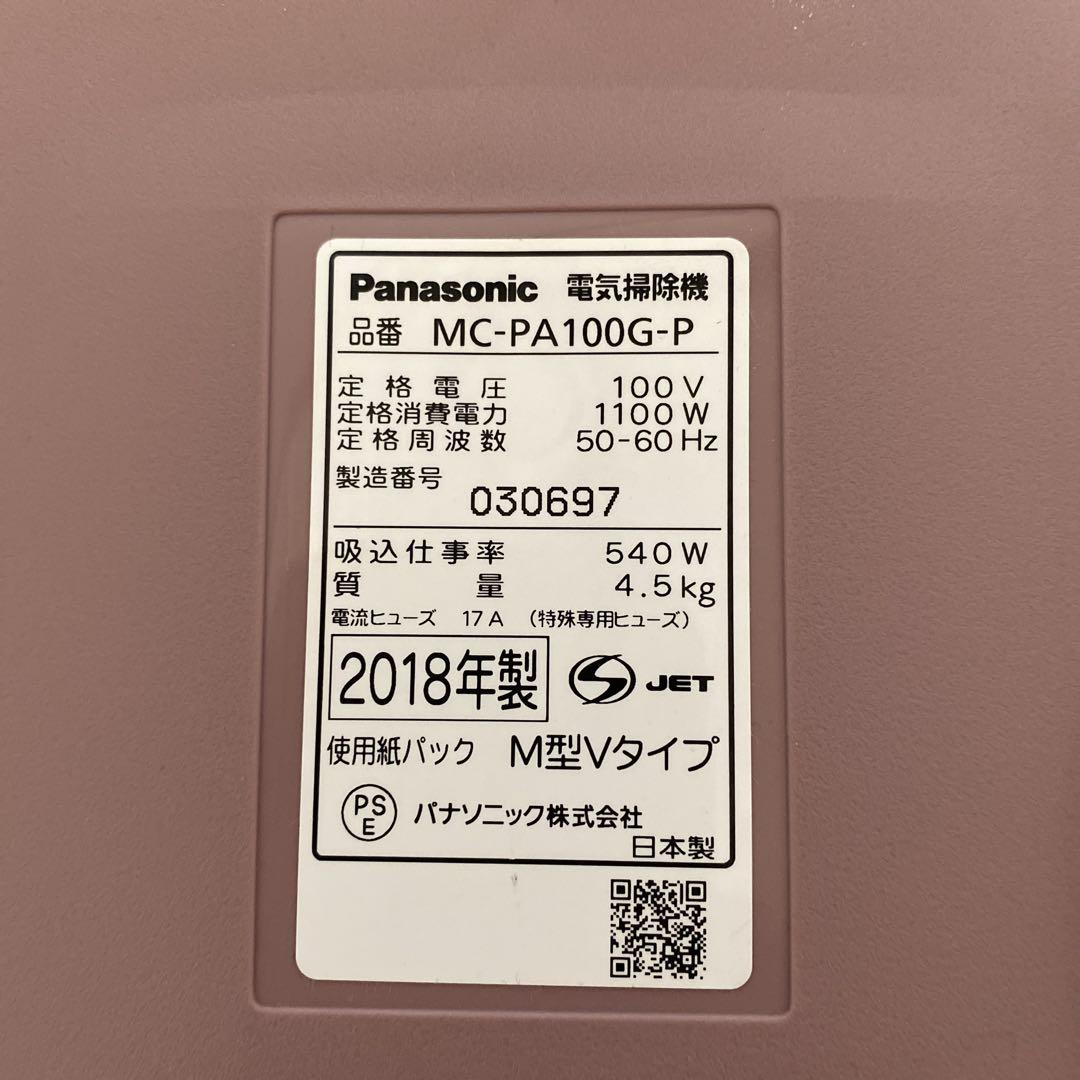 Panasonic 電気掃除機
品番 MC-PA100G-P
定格電圧 100V
定格消費電力 1100W
定格周波数 50-60Hz
製造番号 030697
吸込仕事率 540W
質量 4.5kg
電流ヒューズ 17A (特殊専用ヒューズ)
2018年製 S JET
使用紙パック M型Vタイプ
PSE パナソニック株式会社
日本製